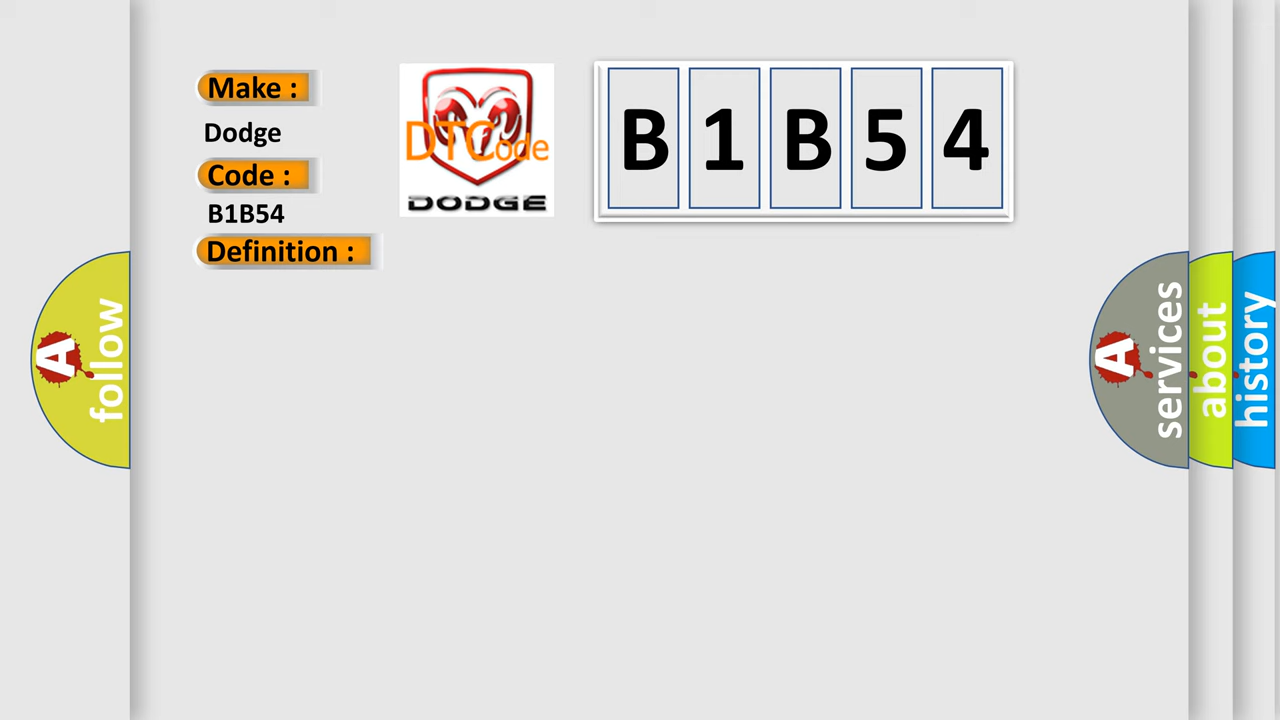 Make :
Dodge
Code :
B1B54
Definition :
DTCode
DODGE
B 1 B 5 4
A follow
A services
about
history